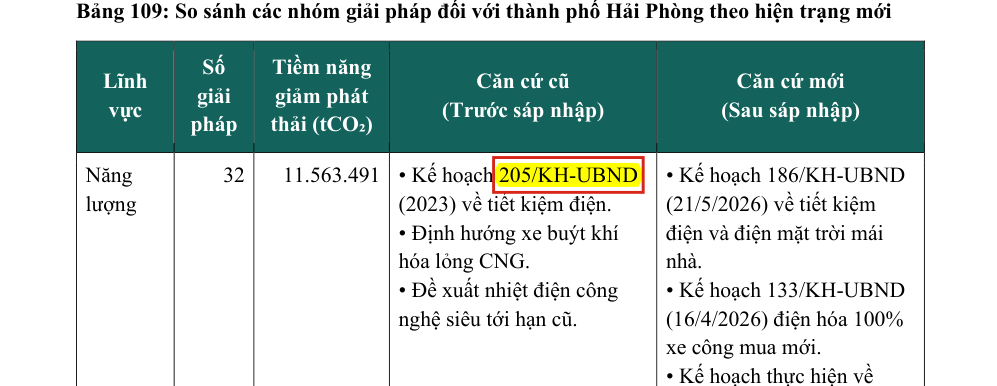 Bảng 109: So sánh các nhóm giải pháp đối với thành phố Hải Phòng theo hiện trạng mới
Lĩnh
vực
Số
giải
pháp
Tiềm năng
giảm phát
thải (tCO₂)
Căn cứ cũ
(Trước sáp nhập)
Căn cứ mới
(Sau sáp nhập)
Năng
lượng
32
11.563.491
• Kế hoạch 205/KH-UBND
(2023) về tiết kiệm điện.
• Định hướng xe buýt khí
hóa lỏng CNG.
• Đề xuất nhiệt điện công
nghệ siêu tới hạn cũ.
• Kế hoạch 186/KH-UBND
(21/5/2026) về tiết kiệm
điện và điện mặt trời mái
nhà.
• Kế hoạch 133/KH-UBND
(16/4/2026) điện hóa 100%
xe công mua mới.
• Kế hoạch thực hiện về